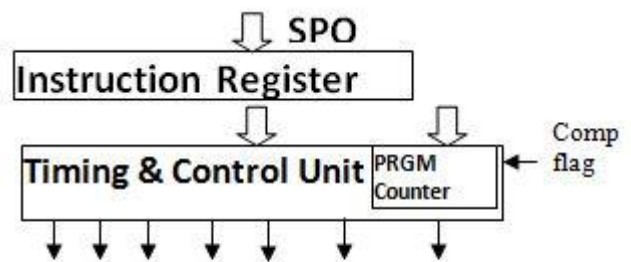 SPO
Instruction Register
Timing & Control Unit
PRGM
Counter
Comp
flag